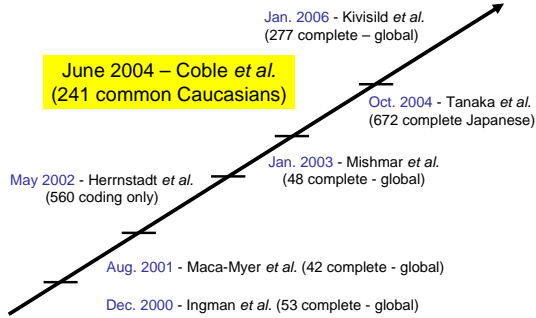 Jan. 2006 - Kivisild et al.
(277 complete – global)
June 2004 – Coble et al.
(241 common Caucasians)
Oct. 2004 - Tanaka et al.
(672 complete Japanese)
Jan. 2003 - Mishmar et al.
(48 complete - global)
May 2002 - Herrnstadt et al.
(560 coding only)
Aug. 2001 - Maca-Myer et al. (42 complete - global)
Dec. 2000 - Ingman et al. (53 complete - global)